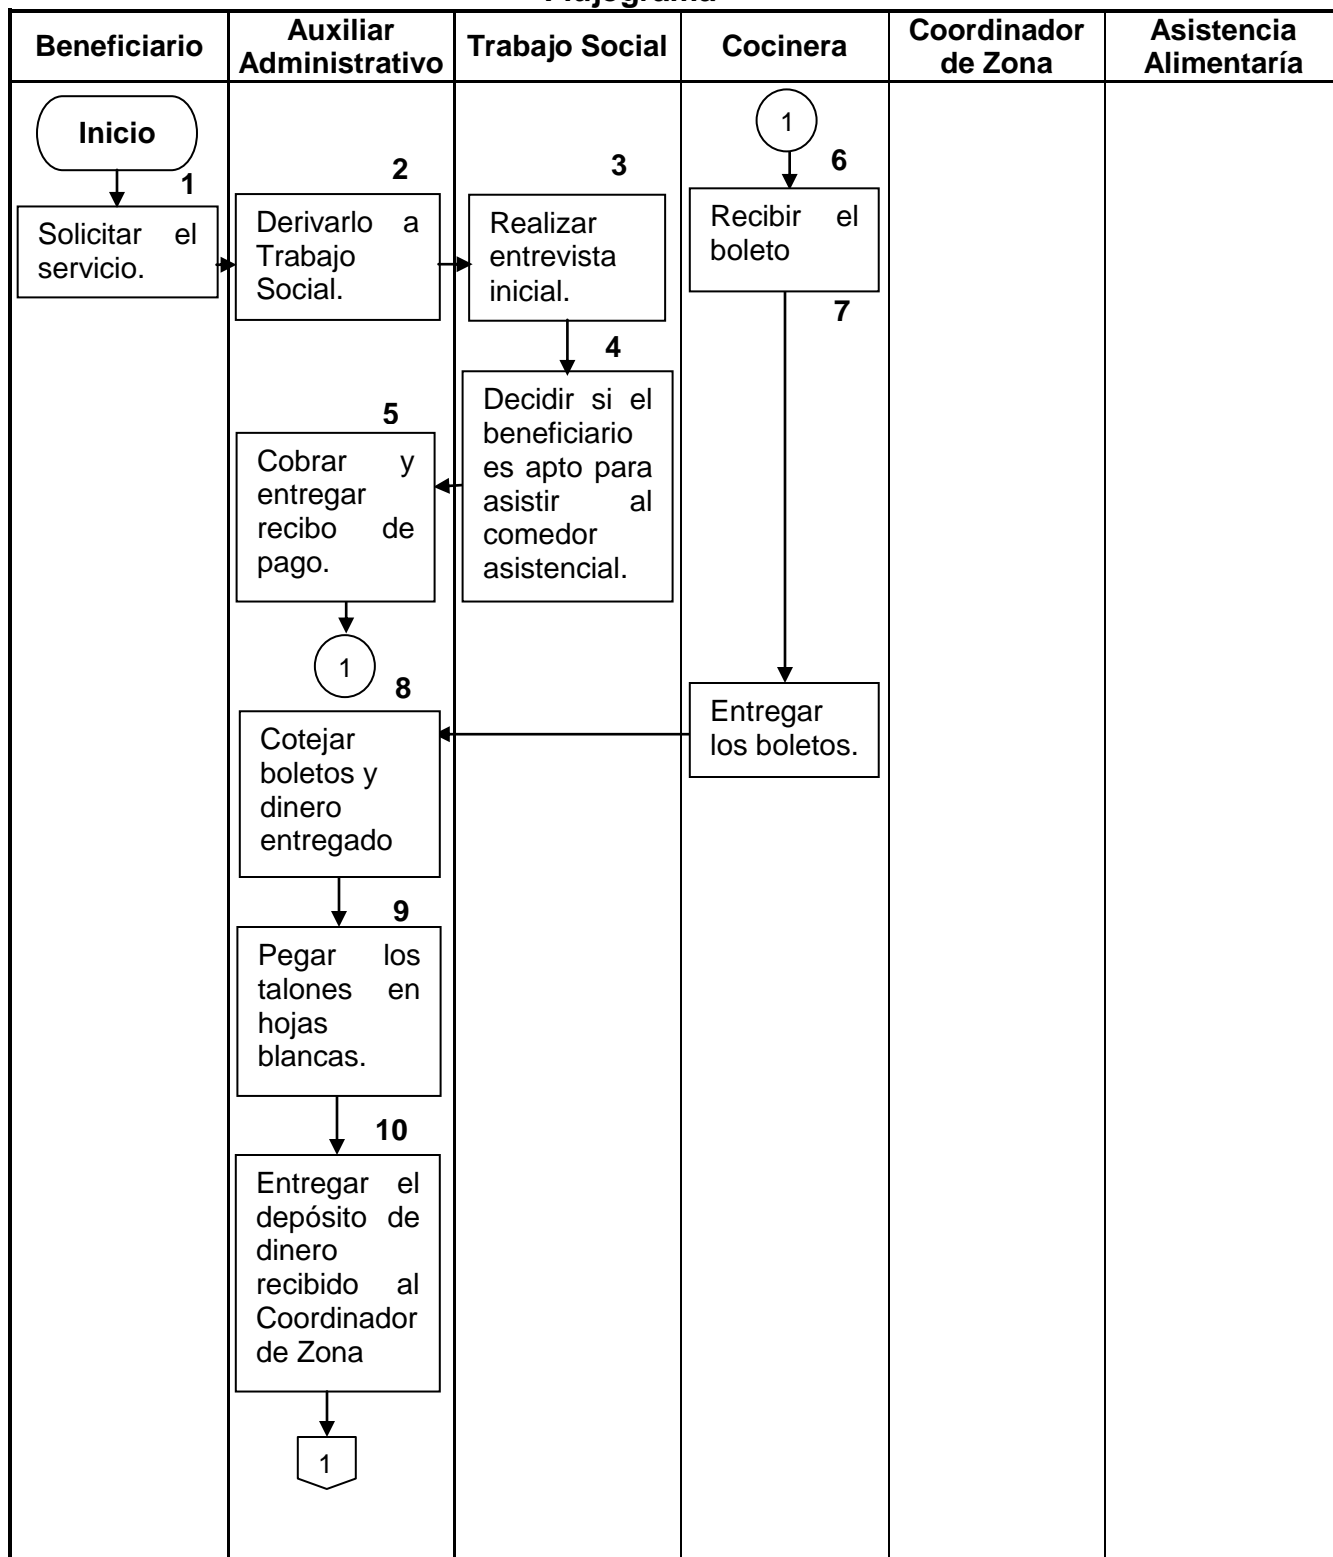 Flujograma
Beneficiario
Auxiliar
Administrativo
Trabajo Social
Cocinera
Coordinador
de Zona
Asistencia
Alimentaría
Inicio
1
Solicitar el
servicio.
2
Derivarlo a
Trabajo
Social.
3
Realizar
entrevista
inicial.
4
Decidir si el
beneficiario
es apto para
asistir al
comedor
asistencial.
5
Cobrar y
entregar
recibo de
pago.
1
1
6
Recibir el
boleto
7
Entregar
los boletos.
8
Cotejar
boletos y
dinero
entregado
9
Pegar los
talones en
hojas
blancas.
10
Entregar el
depósito de
dinero
recibido al
Coordinador
de Zona
1